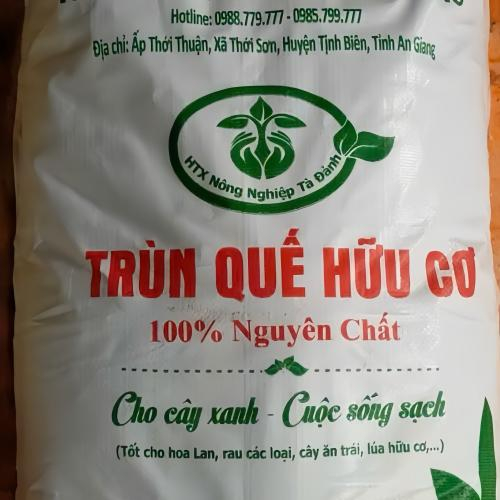 Hotline: 0988.779.777 - 0985.799.777
Địa chỉ: Ấp Thới Thuận, Xã Thới Sơn, Huyện Tịnh Biên, Tỉnh An Giang
HTX Nông Nghiệp Tà Đảnh
TRÙN QUẾ HỮU CƠ
100% Nguyên Chất
Cho cây xanh - Cuộc sống sạch
(Tốt cho hoa Lan, rau các loại, cây ăn trái, lúa hữu cơ,...)